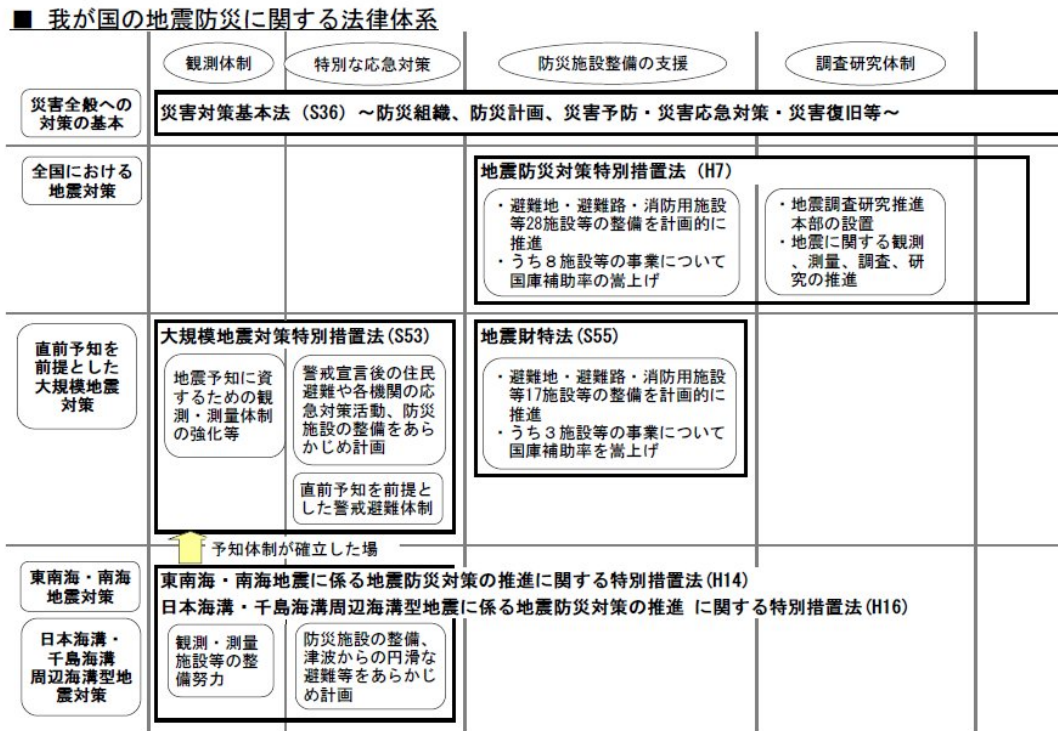 ■ 我が国の地震防災に関する法律体系
観測体制
特別な応急対策
防災施設整備の支援
調査研究体制
災害全般への
対策の基本
災害対策基本法(S36)~防災組織、防災計画、災害予防・災害応急対策・災害復旧等~
全国における
地震対策
地震防災対策特別措置法(H7)
・避難地・避難路・消防用施設
等28施設等の整備を計画的に
推進
・うち8施設等の事業について
国庫補助率の嵩上げ
・地震調査研究推進
本部の設置
・地震に関する観測
、測量、調査、研
究の推進
直前予知を
前提とした
大規模地震
対策
大規模地震対策特別措置法(S53)
地震予知に資
するための観
測・測量体制
の強化等
警戒宣言後の住民
避難や各機関の応
急対策活動、防災
施設の整備をあら
かじめ計画
直前予知を前提と
した警戒避難体制
地震財特法(S55)
・避難地・避難路・消防用施設
等17施設等の整備を計画的に
推進
・うち3施設等の事業について
国庫補助率を嵩上げ
予知体制が確立した場
東南海・南海
地震対策
東南海・南海地震に係る地震防災対策の推進に関する特別措置法(H14)
日本海溝・千島海溝周辺海溝型地震に係る地震防災対策の推進 に関する特別措置法(H16)
日本海溝・
千島海溝
周辺海溝型地
震対策
観測・測量
施設等の整
備努力
防災施設の整備、
津波からの円滑な
避難等をあらかじ
め計画